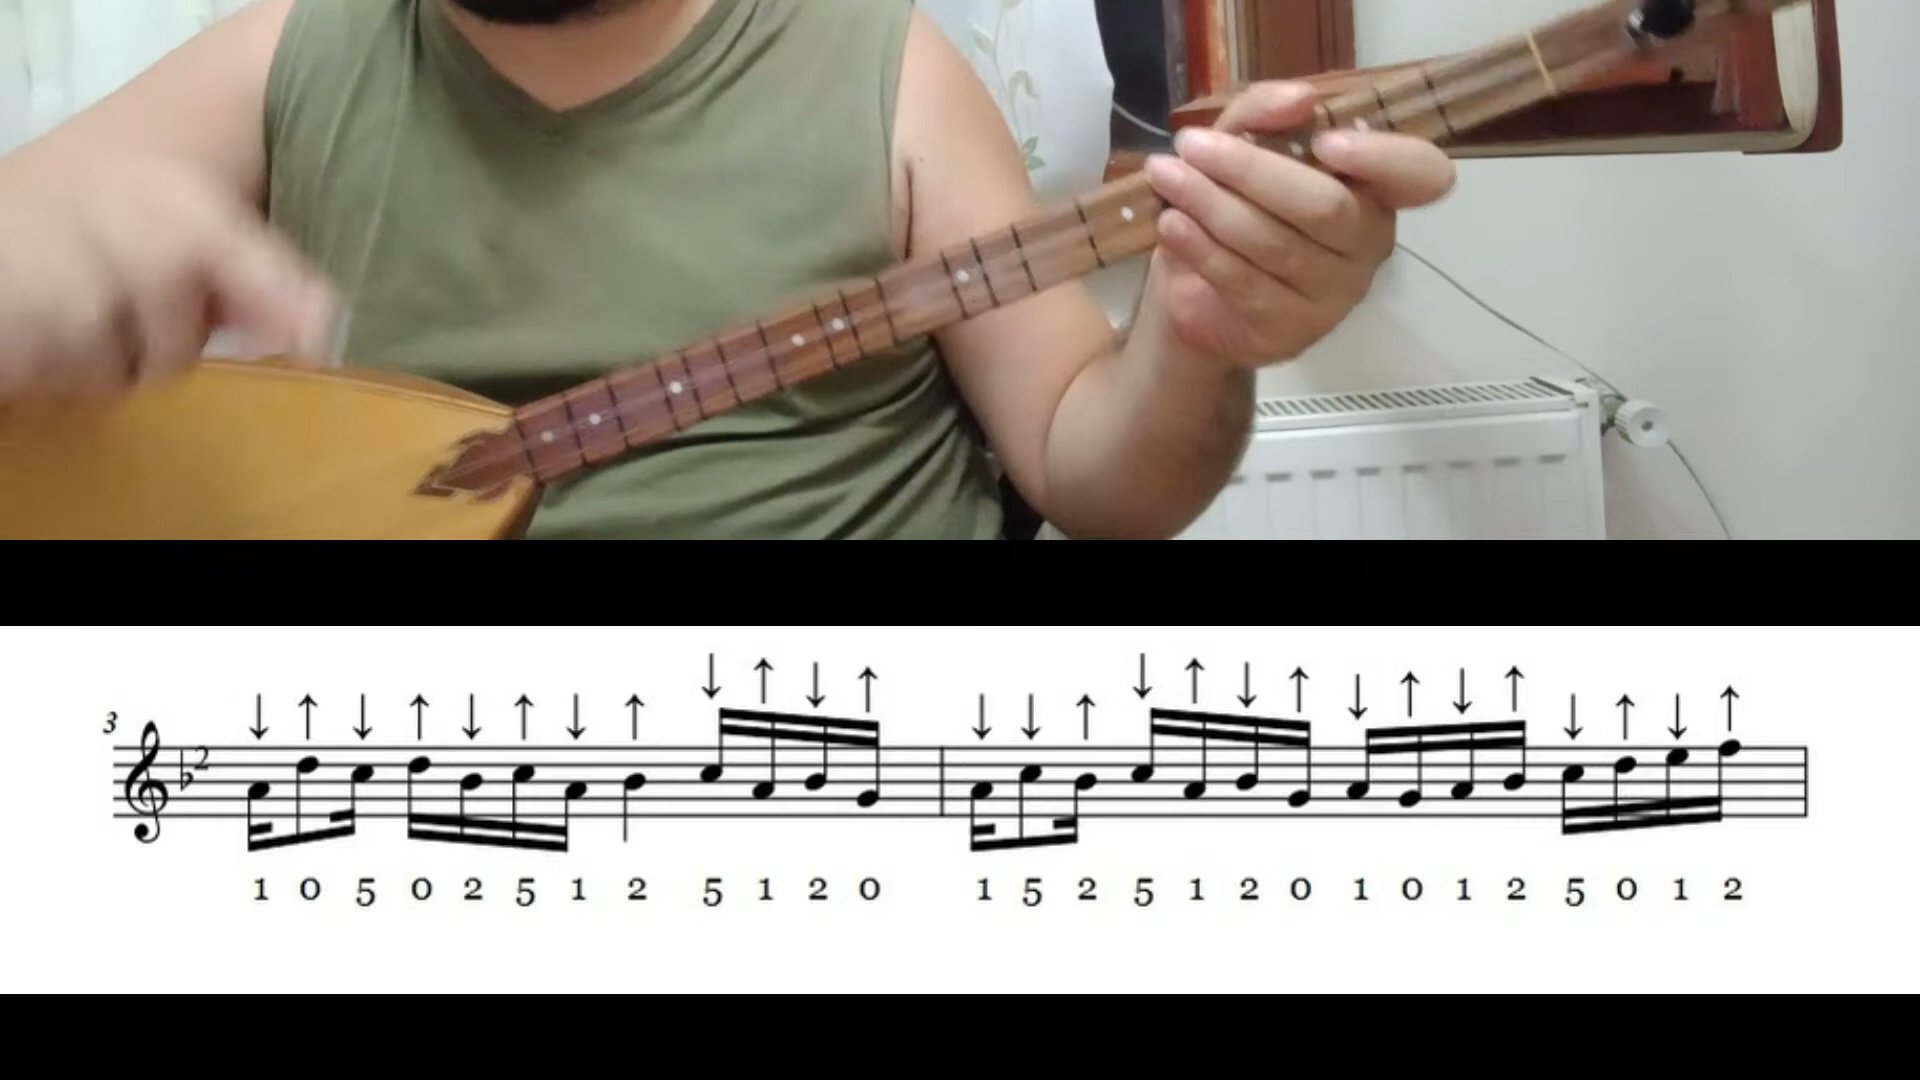 3
2
↓ ↑ ↓ ↑ ↓ ↑ ↓ ↑ ↓ ↑ ↓ ↑ ↓ ↓ ↑ ↓ ↑ ↓ ↑ ↓ ↑ ↓ ↑ ↓ ↑ ↓ ↑
1 0 5 0 2 5 1 2 5 1 2 0 1 5 2 5 1 2 0 1 0 1 2 5 0 1 2